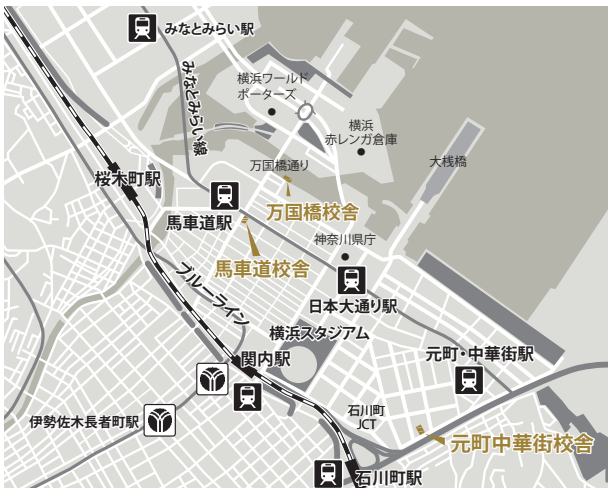 みなとみらい駅
みなとみらい線
横浜ワールド
ポーターズ
横浜
赤レンガ倉庫
大桟橋
万国橋通り
桜木町駅
馬車道駅
万国橋校舎
神奈川県庁
馬車道校舎
ブルーライン
日本大通り駅
横浜スタジアム
関内駅
元町・中華街駅
伊勢佐木長者町駅
石川町
JCT
元町中華街校舎
石川町駅